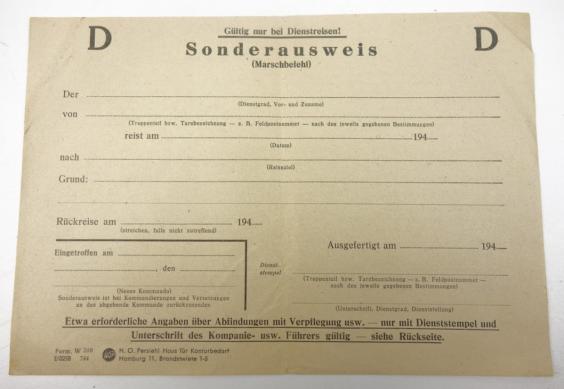 Gültig nur bei Dienstreisen!
D Sonderausweis D
(Marschbefehl)
Der
(Dienstgrad, Vor- und Zuname)
von
(Truppenteil bzw. Tarnbezeichnung — z. B. Feldpostnummer — nach den jeweils gegebenen Bestimmungen)
reist am 194
(Datum)
nach
(Reiseziel)
Grund:
Rückreise am 194
(streichen, falls nicht zutreffend)
Eingetroffen am
, den
(Neues Kommando)
Sonderausweis ist bei Kommandierungen und Versetzungen
an das abgebende Kommando zurückzusenden
Dienst-
stempel
Ausgefertigt am 194
(Truppenteil bzw. Tarnbezeichnung — z. B. Feldpostnummer —
nach den jeweils gegebenen Bestimmungen)
(Unterschrift, Dienstgrad, Dienststellung)
Etwa erforderliche Angaben über Abfindungen mit Verpflegung usw. — nur mit Dienststempel und
Unterschrift des Kompanie- usw. Führers gültig — siehe Rückseite.
Form. W
H. O. Persiehl Haus für Kontorbedarf
Hamburg 11, Brandstwiete